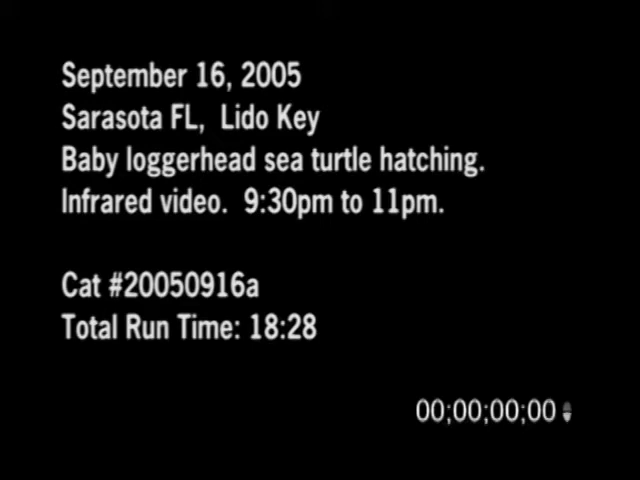 September 16, 2005
Sarasota FL, Lido Key
Baby loggerhead sea turtle hatching.
Infrared video. 9:30pm to 11pm.
Cat #20050916a
Total Run Time: 18:28
00;00;00;00